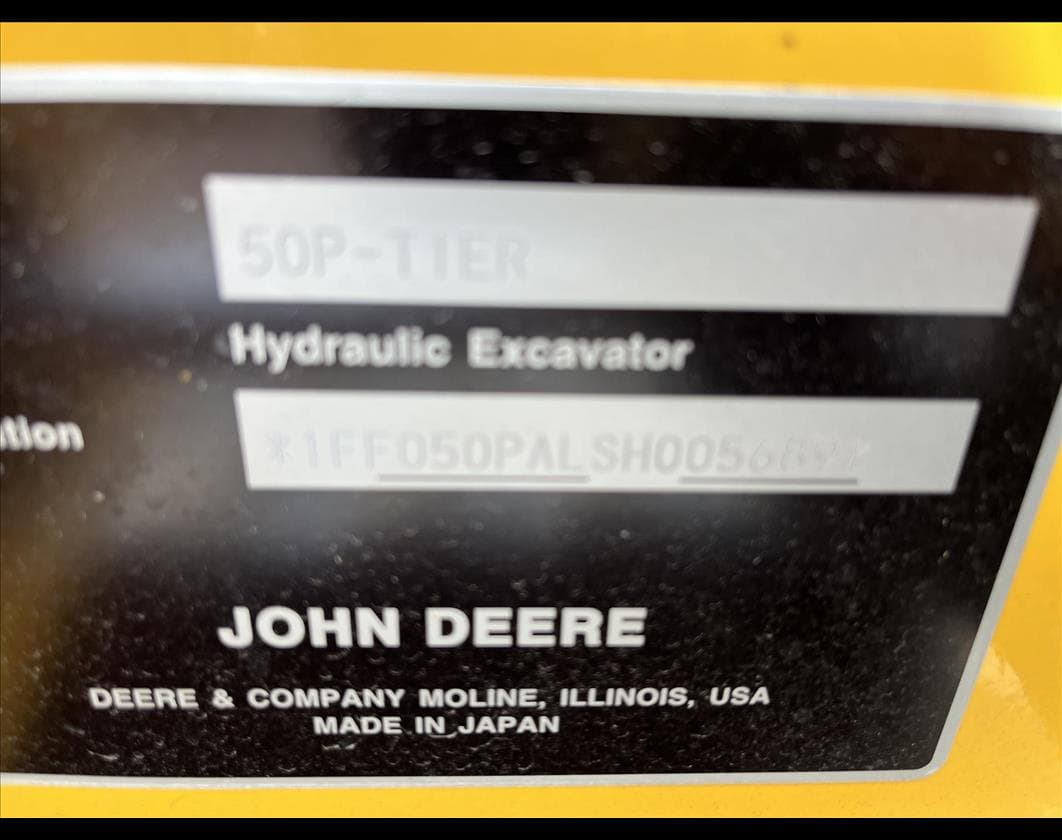 50P-TIER
Hydraulic Excavator
JOHN DEERE
DEERE & COMPANY MOLINE, ILLINOIS, USA
MADE IN JAPAN